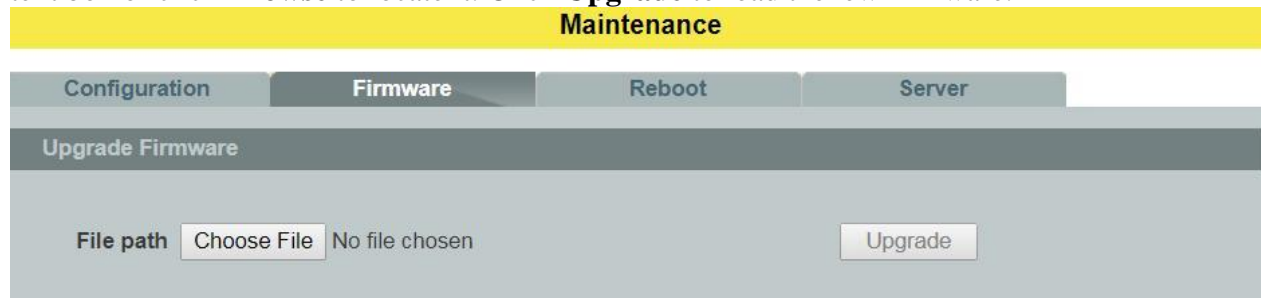 Maintenance
Configuration Firmware Reboot Server
Upgrade Firmware
File path Choose File No file chosen Upgrade